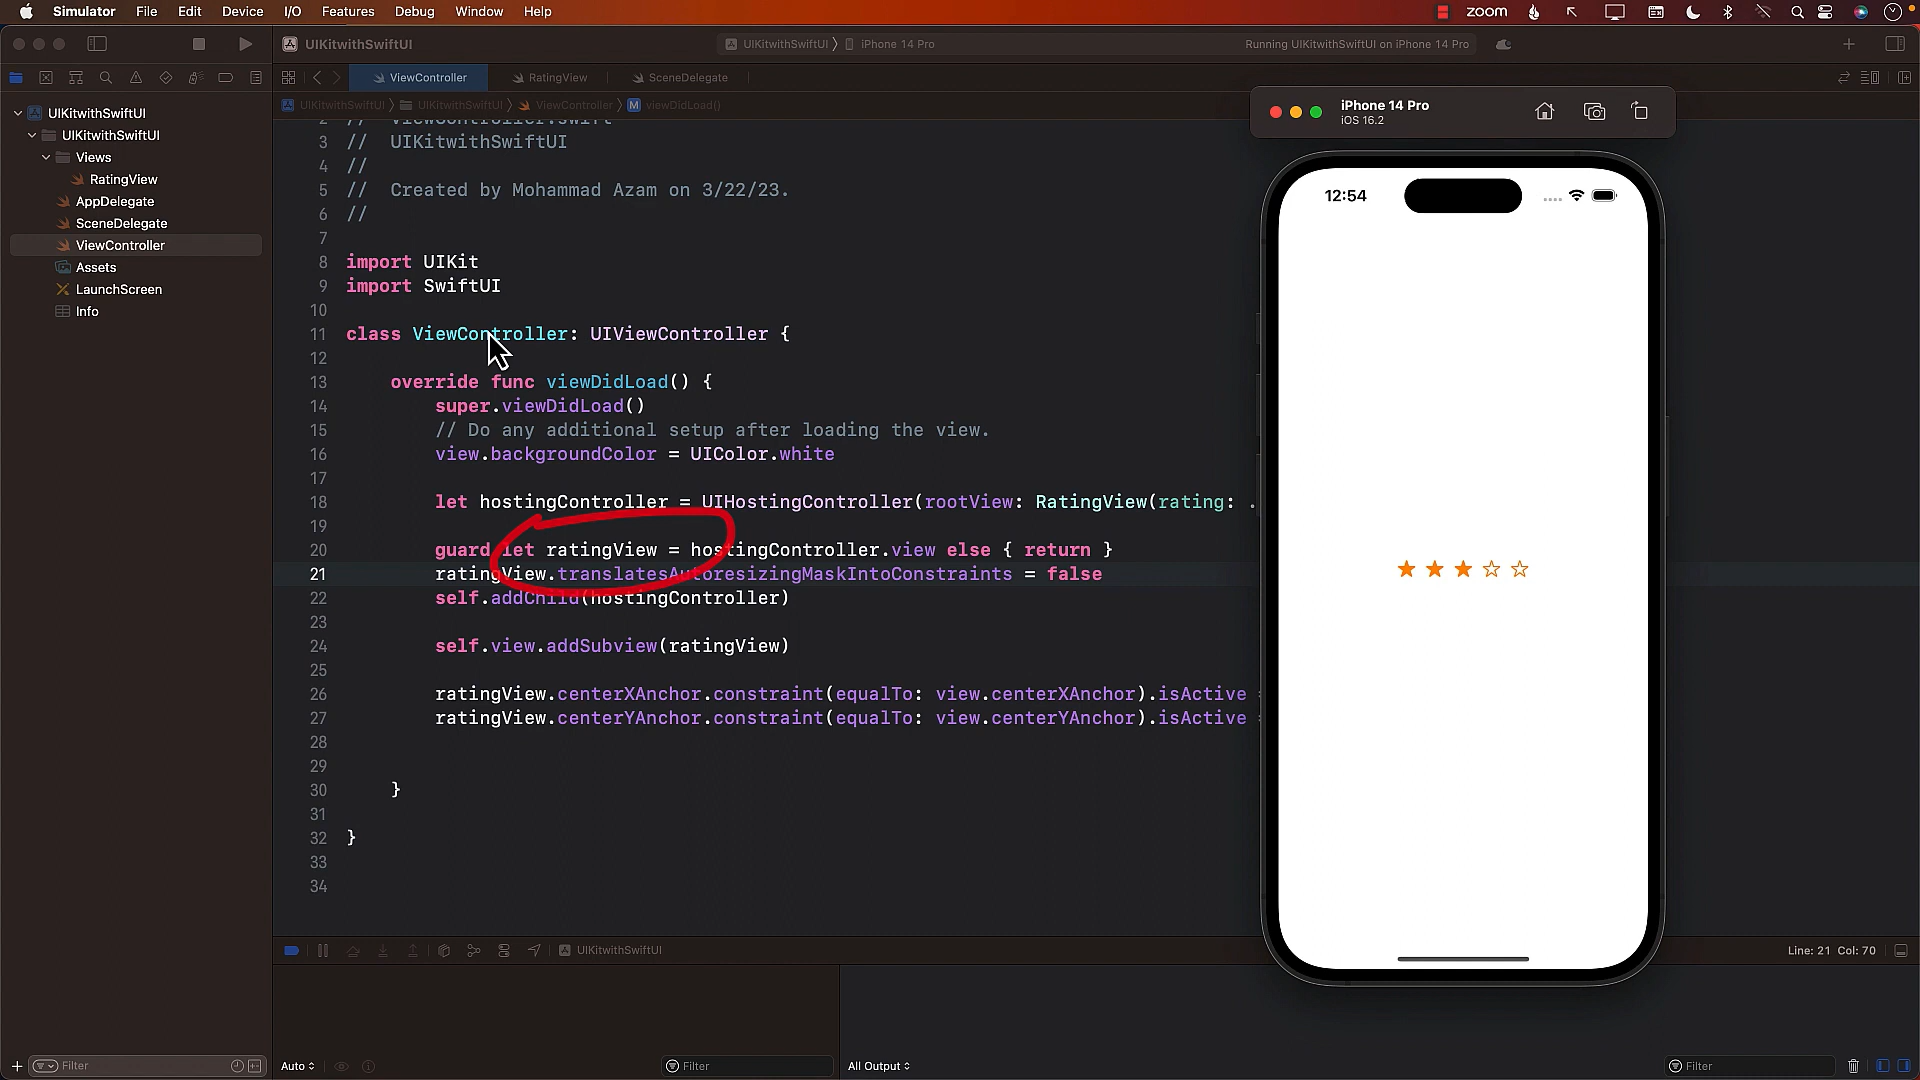 Simulator File Edit Device I/O Features Debug Window Help zoom
UIKitwithSwiftUI UIKitwithSwiftUI iPhone 14 Pro Running UIKitwithSwiftUI on iPhone 14 Pro
ViewController RatingView SceneDelegate
UIKitwithSwiftUI UIKitwithSwiftUI ViewController M viewDidLoad()
UIKitwithSwiftUI
UIKitwithSwiftUI
Views
RatingView
AppDelegate
SceneDelegate
ViewController
Assets
LaunchScreen
Info
2 // ViewController.swift
3 // UIKitwithSwiftUI
4 //
5 // Created by Mohammad Azam on 3/22/23.
6 //
7
8 import UIKit
9 import SwiftUI
10
11 class ViewController: UIViewController {
12
13 override func viewDidLoad() {
14 super.viewDidLoad()
15 // Do any additional setup after loading the view.
16 view.backgroundColor = UIColor.white
17
18 let hostingController = UIHostingController(rootView: RatingView(rating: .
19
20 guard let ratingView = hostingController.view else { return }
21 ratingView.translatesAutoresizingMaskIntoConstraints = false
22 self.addChild(hostingController)
23
24 self.view.addSubview(ratingView)
25
26 ratingView.centerXAnchor.constraint(equalTo: view.centerXAnchor).isActive =
27 ratingView.centerYAnchor.constraint(equalTo: view.centerYAnchor).isActive =
28
29
30 }
31
32 }
33
34
iPhone 14 Pro
iOS 16.2
12:54
UIKitwithSwiftUI Line: 21 Col: 70
Filter Auto Filter All Output Filter